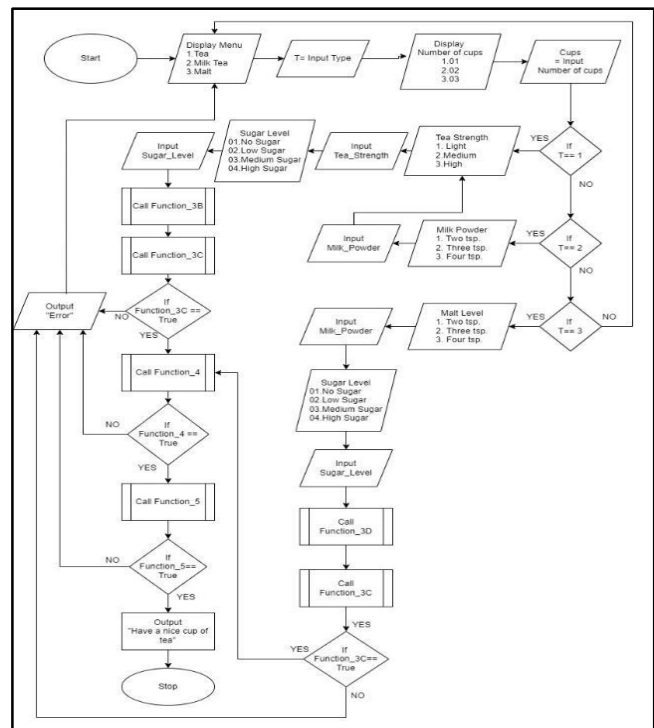 Start
Display Menu
1.Tea
2.Milk Tea
3.Malt
T= Input Type
Display
Number of cups
1.01
2.02
3.03
Cups
= Input
Number of cups
If
T== 1
YES
NO
Tea Strength
1. Light
2.Medium
3.High
Input
Tea_Strength
Sugar Level
01.No Sugar
02.Low Sugar
03.Medium Sugar
04.High Sugar
Input
Sugar_Level
Call Function_3B
Call Function_3C
If
Function_3C ==
True
NO
YES
Output
"Error"
Call Function_4
If
Function_4 ==
True
NO
YES
Call Function_5
If
Function_5==
True
NO
YES
Output
"Have a nice cup of
tea"
Stop
If
T== 2
YES
NO
Milk Powder
1. Two tsp.
2. Three tsp.
3. Four tsp.
Input
Milk_Powder
If
T== 3
YES
NO
Malt Level
1. Two tsp.
2. Three tsp.
3. Four tsp.
Input
Milk_Powder
Sugar Level
01.No Sugar
02.Low Sugar
03.Medium Sugar
04.High Sugar
Input
Sugar_Level
Call
Function_3D
Call
Function_3C
YES
If
Function_3C==
True
YES
NO